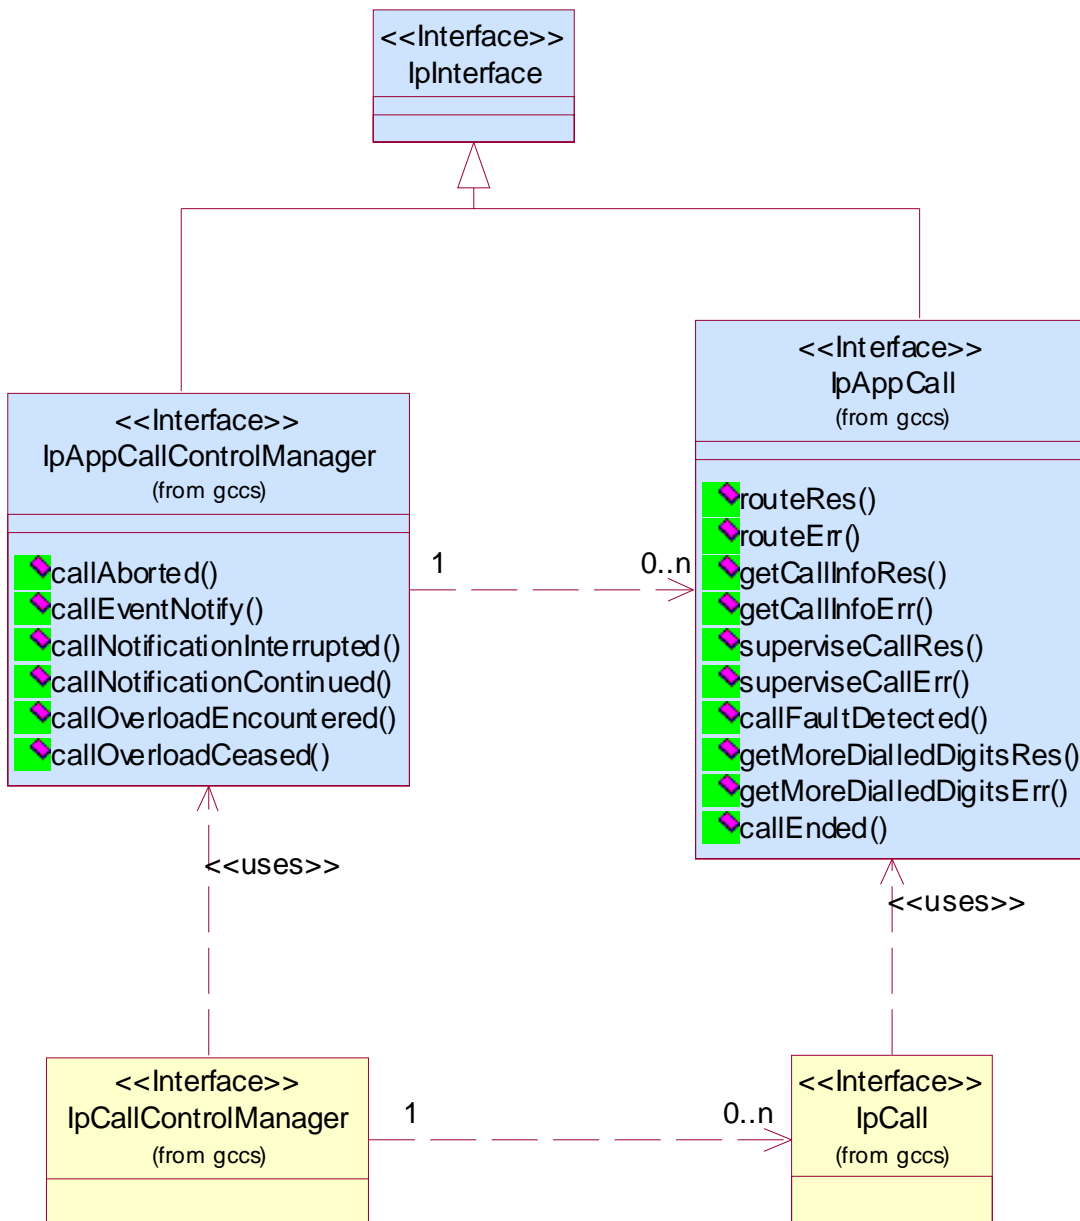 <<Interface>>
IpInterface
<<Interface>>
IpAppCall
(from gccs)
routeRes()
routeErr()
getCallInfoRes()
getCallInfoErr()
superviseCallRes()
superviseCallErr()
callFaultDetected()
getMoreDialledDigitsRes()
getMoreDialledDigitsErr()
callEnded()
<<Interface>>
IpAppCallControlManager
(from gccs)
callAborted()
callEventNotify()
callNotificationInterrupted()
callNotificationContinued()
callOverloadEncountered()
callOverloadCeased()
1
0..n
<<uses>>
<<uses>>
<<Interface>>
IpCallControlManager
(from gccs)
1
0..n
<<Interface>>
IpCall
(from gccs)